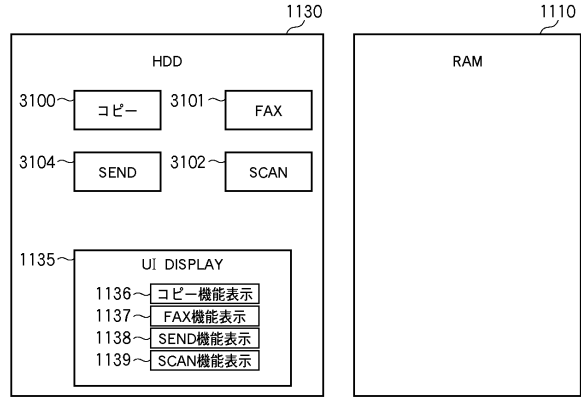 1130
1110
HDD
RAM
3100
コピー
3101
FAX
3104
SEND
3102
SCAN
1135
UI DISPLAY
1136
コピー機能表示
1137
FAX機能表示
1138
SEND機能表示
1139
SCAN機能表示